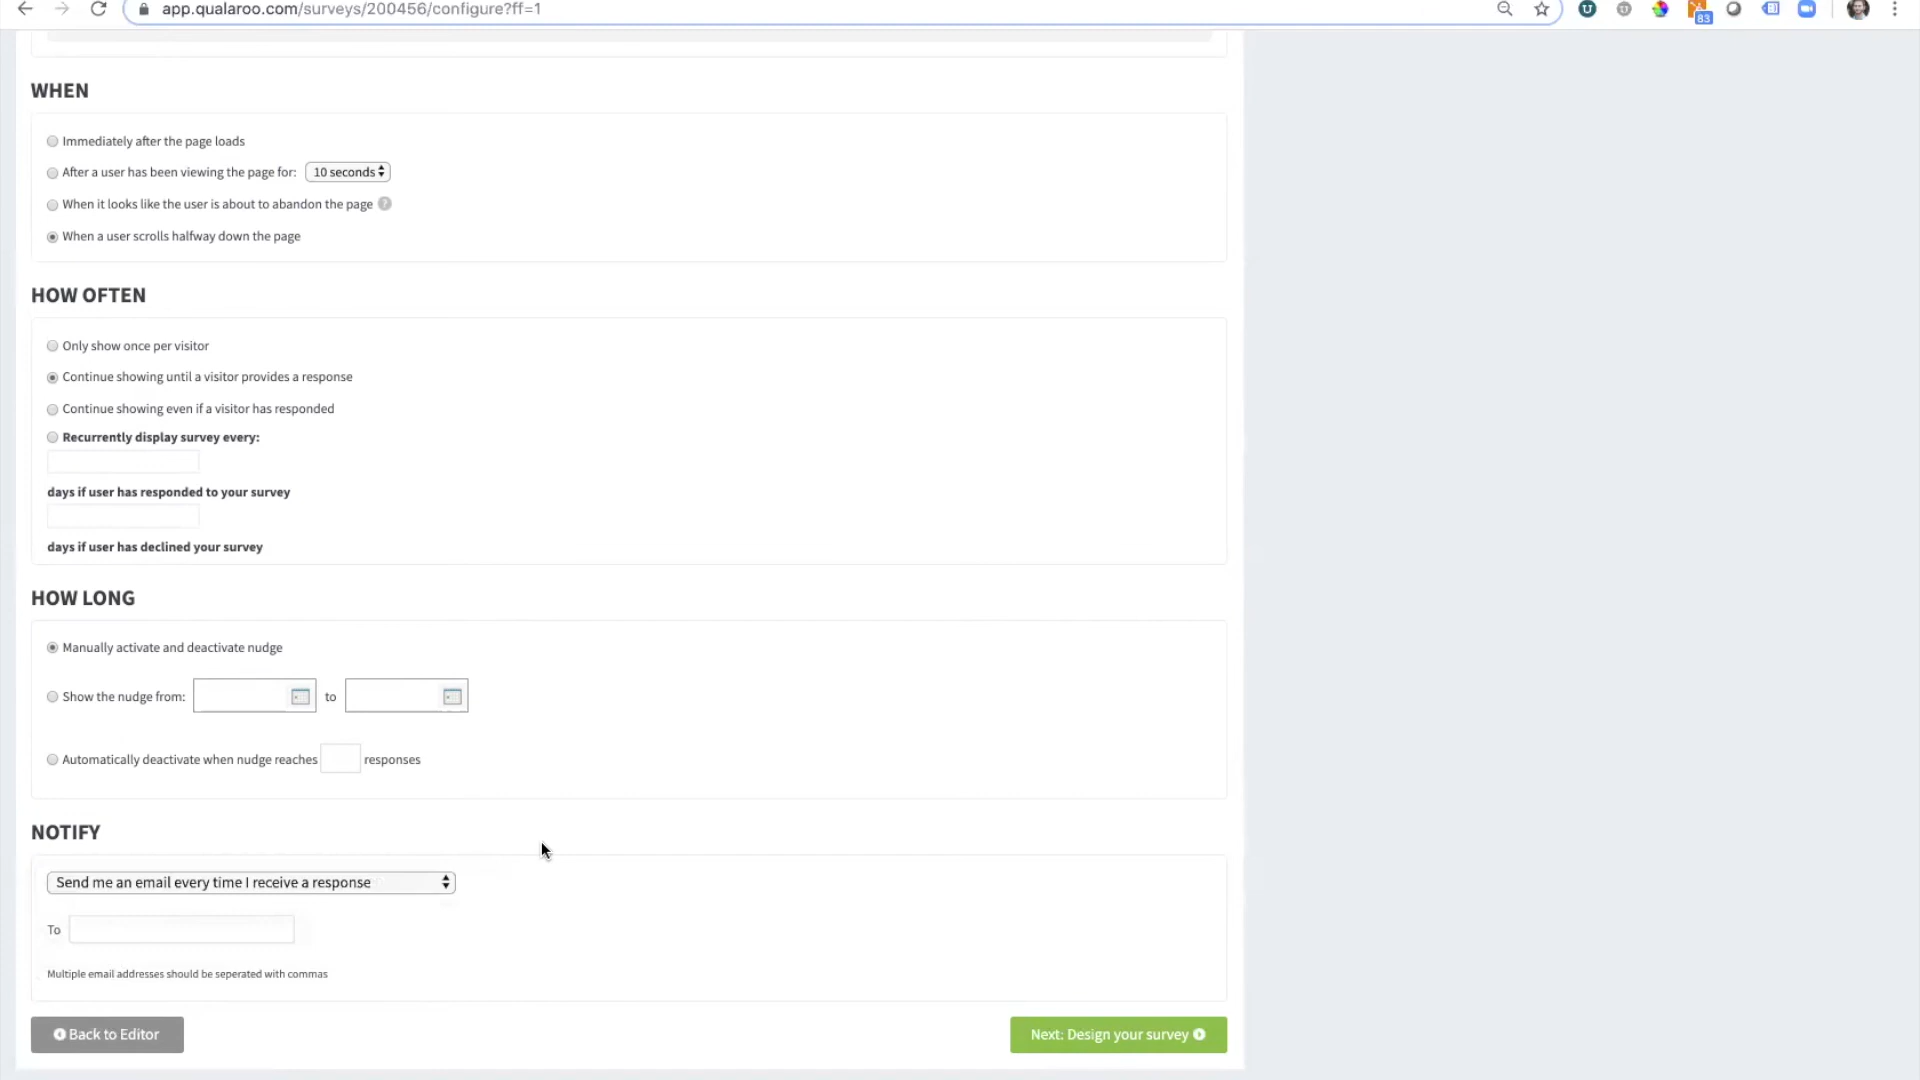 app.qualaroo.com/surveys/200456/configure?ff=1
83
WHEN
Immediately after the page loads
After a user has been viewing the page for: 10 seconds
When it looks like the user is about to abandon the page ?
When a user scrolls halfway down the page
HOW OFTEN
Only show once per visitor
Continue showing until a visitor provides a response
Continue showing even if a visitor has responded
Recurrently display survey every:
days if user has responded to your survey
days if user has declined your survey
HOW LONG
Manually activate and deactivate nudge
Show the nudge from: to
Automatically deactivate when nudge reaches responses
NOTIFY
Send me an email every time I receive a response
To
Multiple email addresses should be seperated with commas
Back to Editor
Next: Design your survey